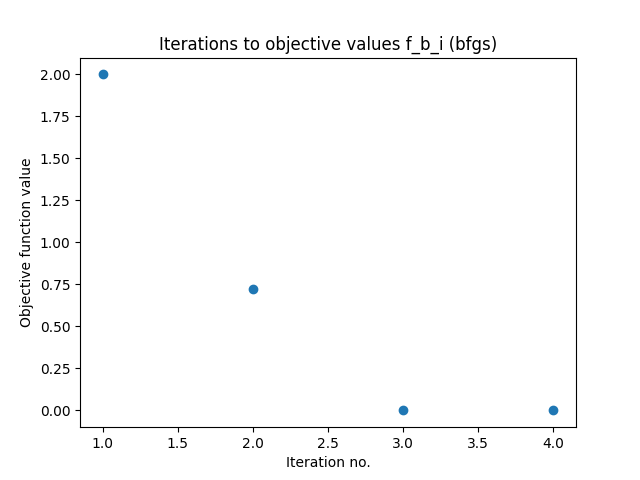 Iterations to objective values f_b_i (bfgs)
2.00
1.75
1.50
1.25
1.00
0.75
0.50
0.25
0.00
Objective function value
1.0 1.5 2.0 2.5 3.0 3.5 4.0
Iteration no.